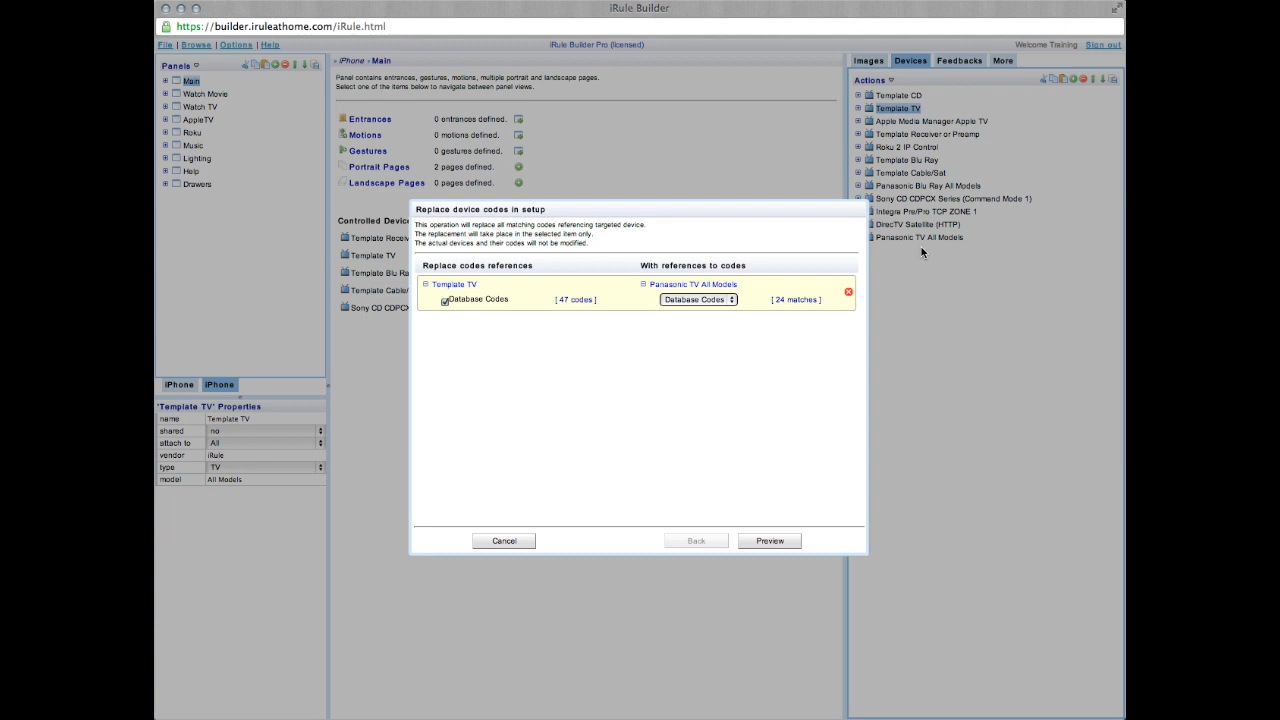 iRule Builder
https://builder.iruleathome.com/iRule.html
File | Browse | Options | Help
iRule Builder Pro (licensed)
Welcome Training
Sign out
Panels
Main
Watch Movie
Watch TV
AppleTV
Roku
Music
Lighting
Help
Drawers
iPhone
iPhone
'Template TV' Properties
name Template TV
shared no
attach to All
vendor iRule
type TV
model All Models
iPhone Main
Panel contains entrances, gestures, motions, multiple portrait and landscape pages.
Select one of the items below to navigate between panel views.
Entrances 0 entrances defined.
Motions 0 motions defined.
Gestures 0 gestures defined.
Portrait Pages 2 pages defined.
Landscape Pages 0 pages defined.
Controlled Devic
Template Receiv
Template TV
Template Blu Ra
Template Cable/
Sony CD CDPCX
Replace device codes in setup
This operation will replace all matching codes referencing targeted device.
The replacement will take place in the selected item only.
The actual devices and their codes will not be modified.
Replace codes references With references to codes
Template TV Panasonic TV All Models
Database Codes [ 47 codes ] Database Codes [ 24 matches ]
Cancel Back Preview
Images Devices Feedbacks More
Actions
Template CD
Template TV
Apple Media Manager Apple TV
Template Receiver or Preamp
Roku 2 IP Control
Template Blu Ray
Template Cable/Sat
Panasonic Blu Ray All Models
Sony CD CDPCX Series (Command Mode 1)
Integra Pre/Pro TCP ZONE 1
DirecTV Satellite (HTTP)
Panasonic TV All Models